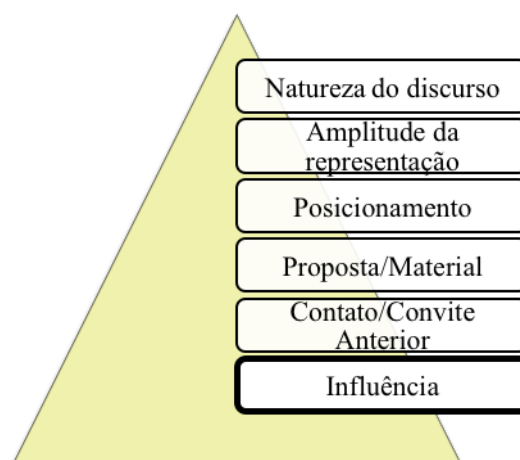 Natureza do discurso
Amplitude da
representação
Posicionamento
Proposta/Material
Contato/Convite
Anterior
Influência